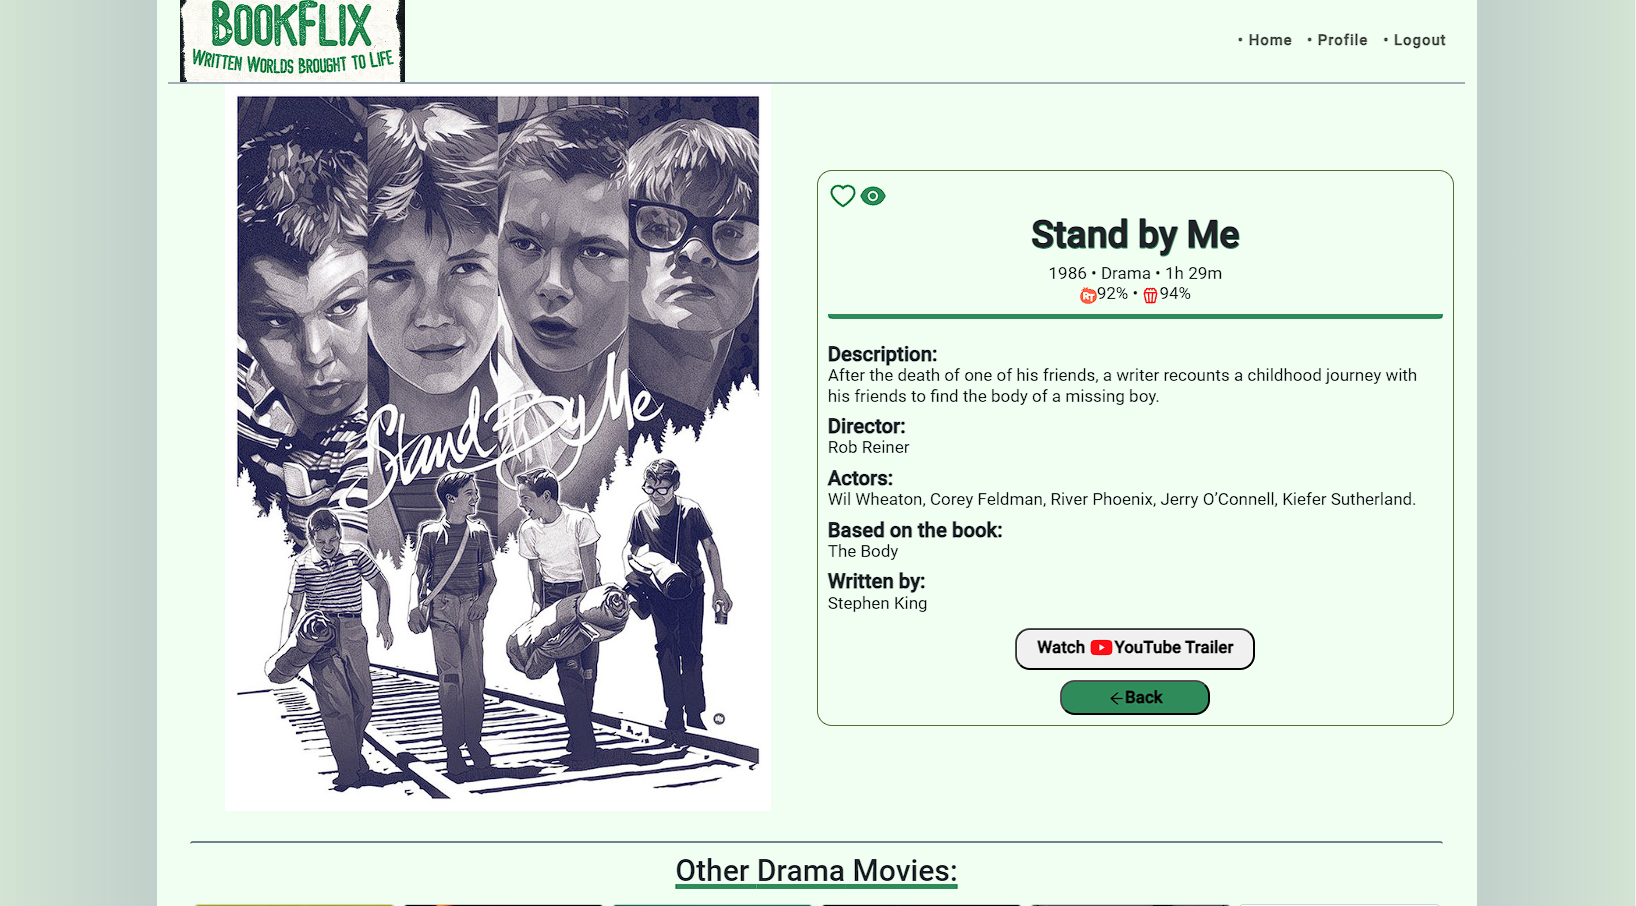 BOOKFLIX
WRITTEN WORLDS BROUGHT TO LIFE
• Home • Profile • Logout
Stand By Me
Stand by Me
1986 • Drama • 1h 29m
RT 92% • 94%
Description:
After the death of one of his friends, a writer recounts a childhood journey with
his friends to find the body of a missing boy.
Director:
Rob Reiner
Actors:
Wil Wheaton, Corey Feldman, River Phoenix, Jerry O’Connell, Kiefer Sutherland.
Based on the book:
The Body
Written by:
Stephen King
Watch YouTube Trailer
←Back
Other Drama Movies: